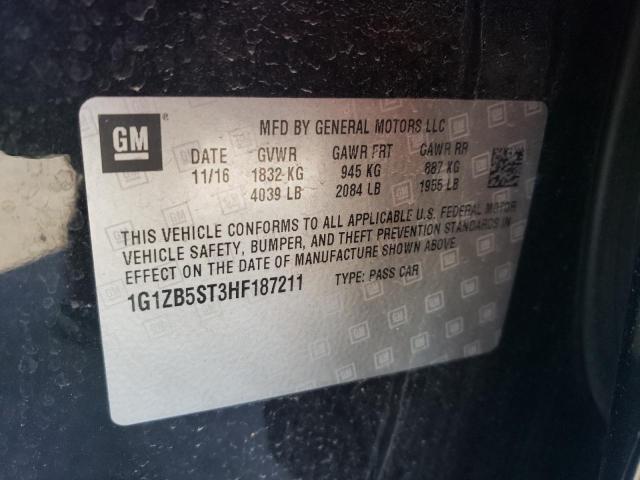 GM
®
MFD BY GENERAL MOTORS LLC
DATE GVWR GAWR FRT GAWR RR
11/16 1832 KG 945 KG 887 KG
4039 LB 2084 LB 1955 LB
THIS VEHICLE CONFORMS TO ALL APPLICABLE U.S. FEDERAL MOTOR
VEHICLE SAFETY, BUMPER, AND THEFT PREVENTION STANDARDS IN
EFFECT ON THE DATE OF MANUFACTURE SHOWN ABOVE.
1G1ZB5ST3HF187211 TYPE: PASS CAR